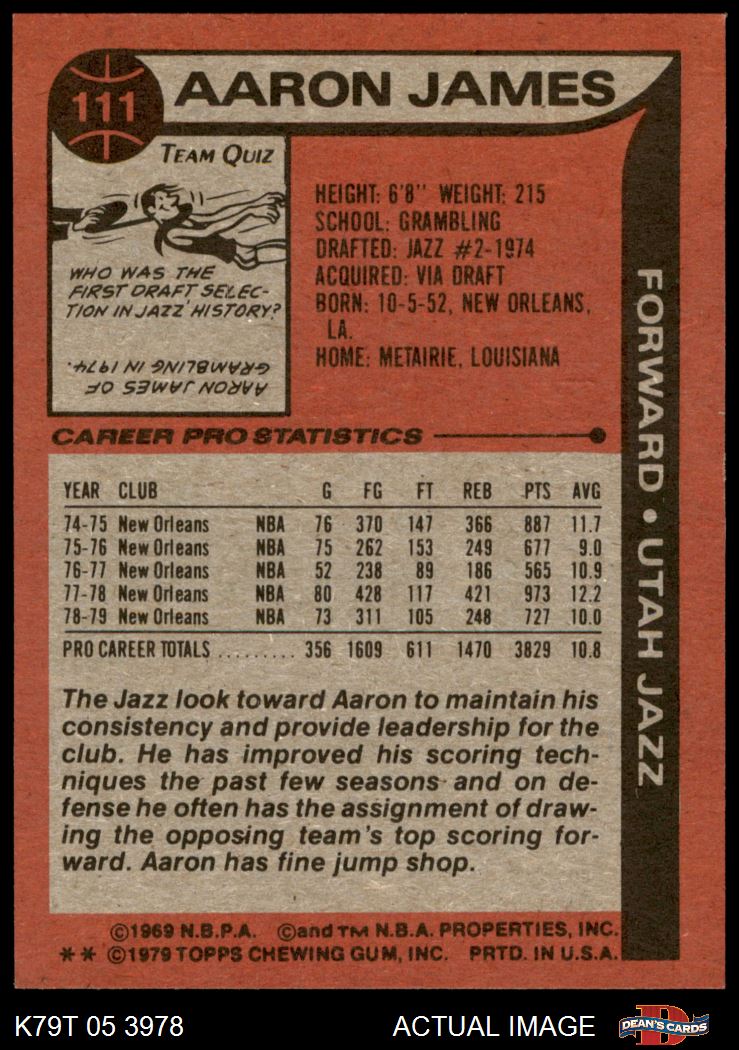 111
AARON JAMES
TEAM QUIZ
WHO WAS THE
FIRST DRAFT SELEC-
TION IN JAZZ' HISTORY?
AARON JAMES OF
GRAMBLING IN 1974.
HEIGHT: 6'8" WEIGHT: 215
SCHOOL: GRAMBLING
DRAFTED: JAZZ #2-1974
ACQUIRED: VIA DRAFT
BORN: 10-5-52, NEW ORLEANS,
LA.
HOME: METAIRIE, LOUISIANA
FORWARD • UTAH JAZZ
CAREER PRO STATISTICS
YEAR CLUB G FG FT REB PTS AVG
74-75 New Orleans NBA 76 370 147 366 887 11.7
75-76 New Orleans NBA 75 262 153 249 677 9.0
76-77 New Orleans NBA 52 238 89 186 565 10.9
77-78 New Orleans NBA 80 428 117 421 973 12.2
78-79 New Orleans NBA 73 311 105 248 727 10.0
PRO CAREER TOTALS ......... 356 1609 611 1470 3829 10.8
The Jazz look toward Aaron to maintain his
consistency and provide leadership for the
club. He has improved his scoring tech-
niques the past few seasons and on de-
fense he often has the assignment of draw-
ing the opposing team's top scoring for-
ward. Aaron has fine jump shop.
©1969 N.B.P.A. ©and TM N.B.A. PROPERTIES, INC.
** ©1979 TOPPS CHEWING GUM, INC. PRTD. IN U.S.A.
K79T 05 3978
ACTUAL IMAGE
D
DEAN'S CARDS